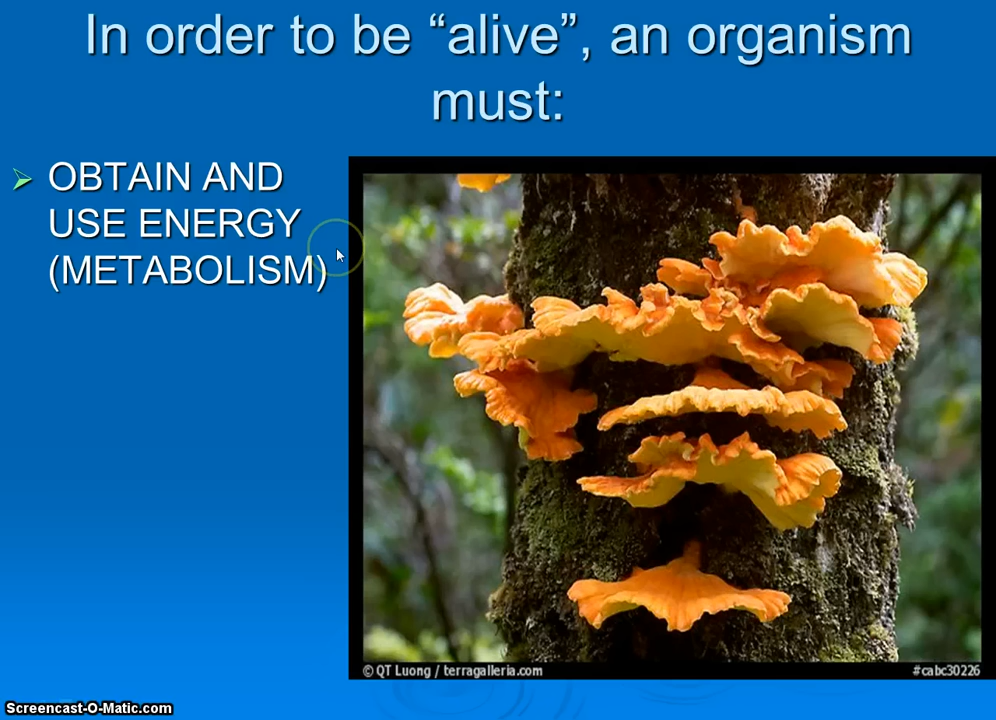 In order to be “alive”, an organism
must:
OBTAIN AND
USE ENERGY
(METABOLISM)
© QT Luong / terragalleria.com
#cabc30226
Screencast-O-Matic.com